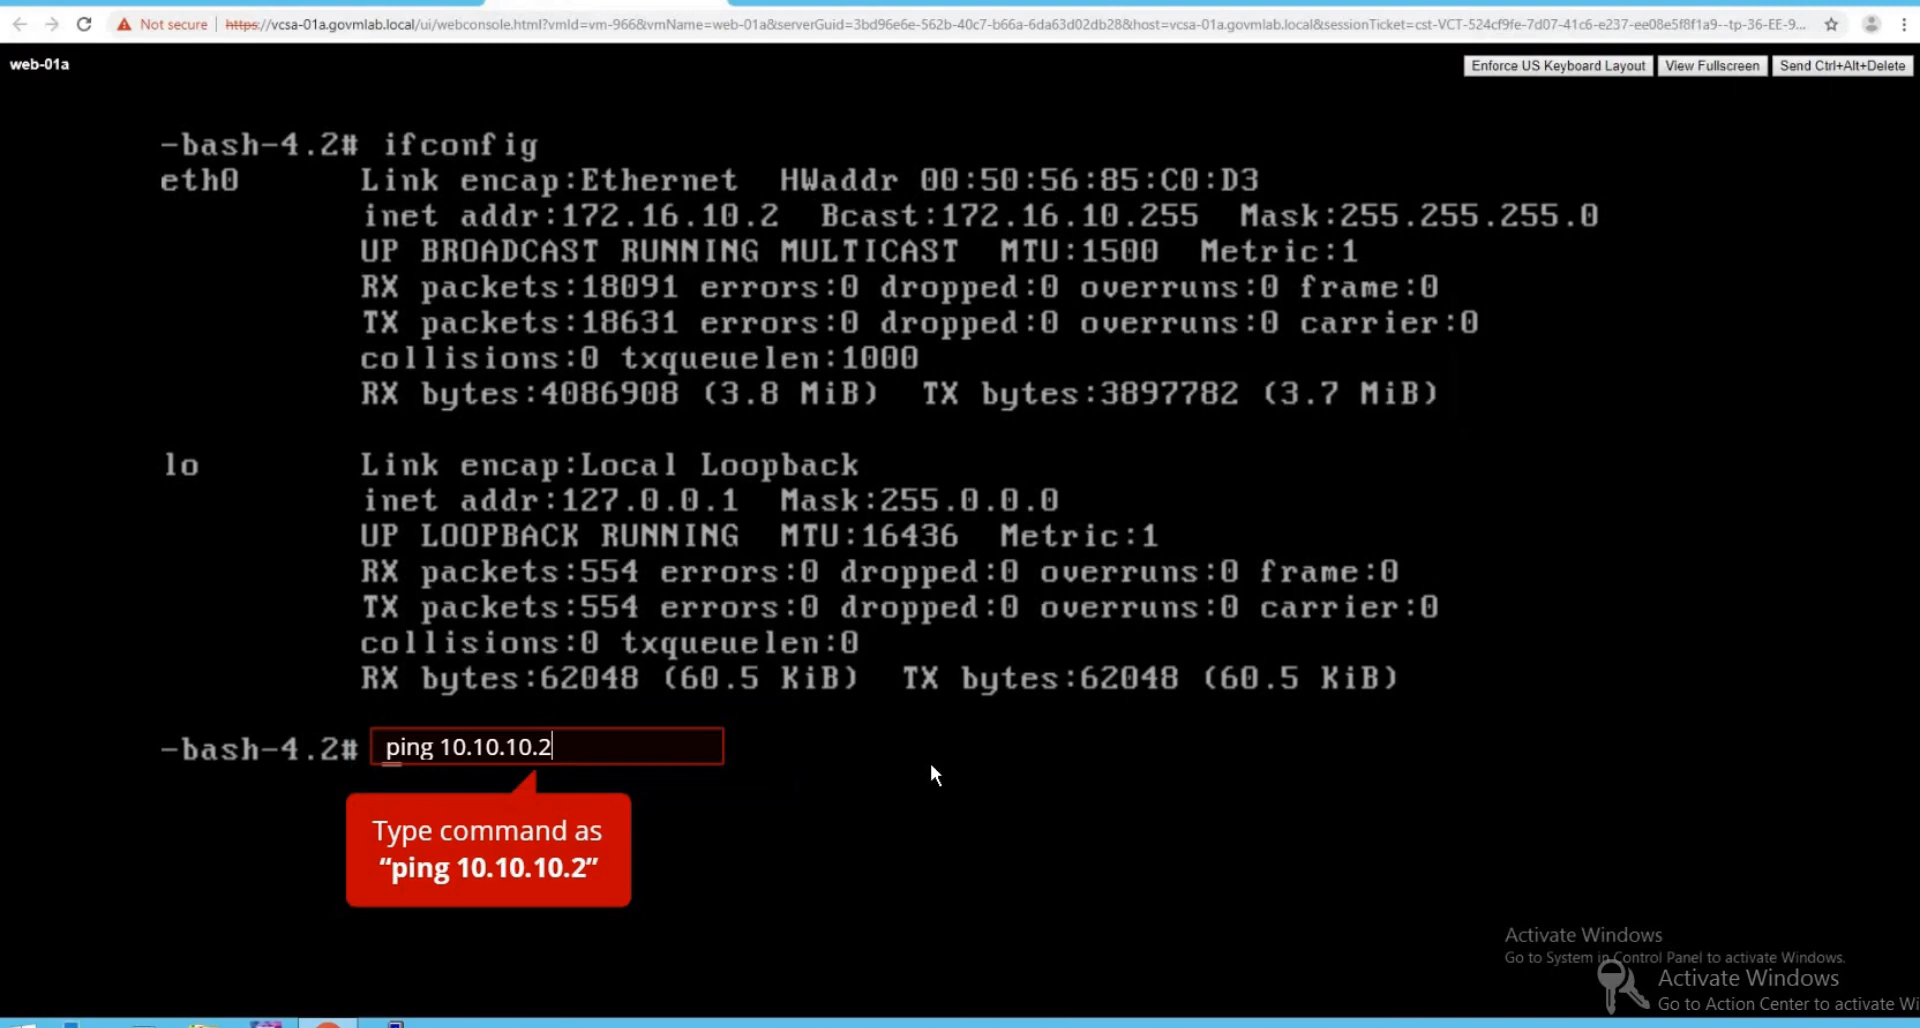 Not secure
https://vcsa-01a.govmlab.local/ui/webconsole.html?vmId=vm-966&vmName=web-01a&serverGuid=3bd96e6e-562b-40c7-b66a-6da63d02db28&host=vcsa-01a.govmlab.local&sessionTicket=cst-VCT-524cf9fe-7d07-41c6-e237-ee08e5f8f1a9--tp-36-EE-9...
web-01a
Enforce US Keyboard Layout
View Fullscreen
Send Ctrl+Alt+Delete
-bash-4.2# ifconfig
eth0 Link encap:Ethernet HWaddr 00:50:56:85:C0:D3
inet addr:172.16.10.2 Bcast:172.16.10.255 Mask:255.255.255.0
UP BROADCAST RUNNING MULTICAST MTU:1500 Metric:1
RX packets:18091 errors:0 dropped:0 overruns:0 frame:0
TX packets:18631 errors:0 dropped:0 overruns:0 carrier:0
collisions:0 txqueuelen:1000
RX bytes:4086908 (3.8 MiB) TX bytes:3897782 (3.7 MiB)
lo Link encap:Local Loopback
inet addr:127.0.0.1 Mask:255.0.0.0
UP LOOPBACK RUNNING MTU:16436 Metric:1
RX packets:554 errors:0 dropped:0 overruns:0 frame:0
TX packets:554 errors:0 dropped:0 overruns:0 carrier:0
collisions:0 txqueuelen:0
RX bytes:62048 (60.5 KiB) TX bytes:62048 (60.5 KiB)
-bash-4.2# ping 10.10.10.2
Type command as
“ping 10.10.10.2”
Activate Windows
Go to System in Control Panel to activate Windows.
Activate Windows
Go to Action Center to activate Wi